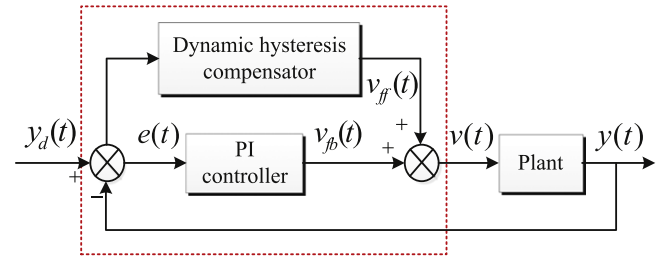 Dynamic hysteresis
compensator
v_ff(t)
+
y_d(t)
e(t)
v_fb(t)
+
v(t)
y(t)
+
PI
controller
Plant
−